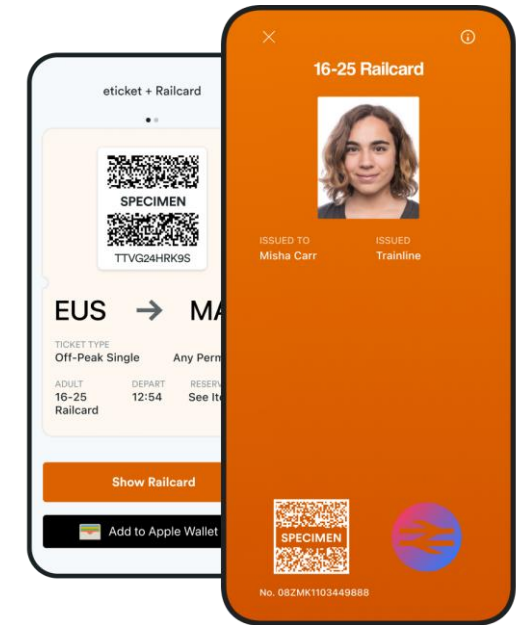 eticket + Railcard
SPECIMEN
TTVG24HRK9S
EUS → MA
TICKET TYPE
Off-Peak Single Any Perm
ADULT DEPART RESERV
16-25 12:54 See Ite
Railcard
Show Railcard
Add to Apple Wallet
16-25 Railcard
ISSUED TO ISSUED
Misha Carr Trainline
SPECIMEN
No. 08ZMK1103449888